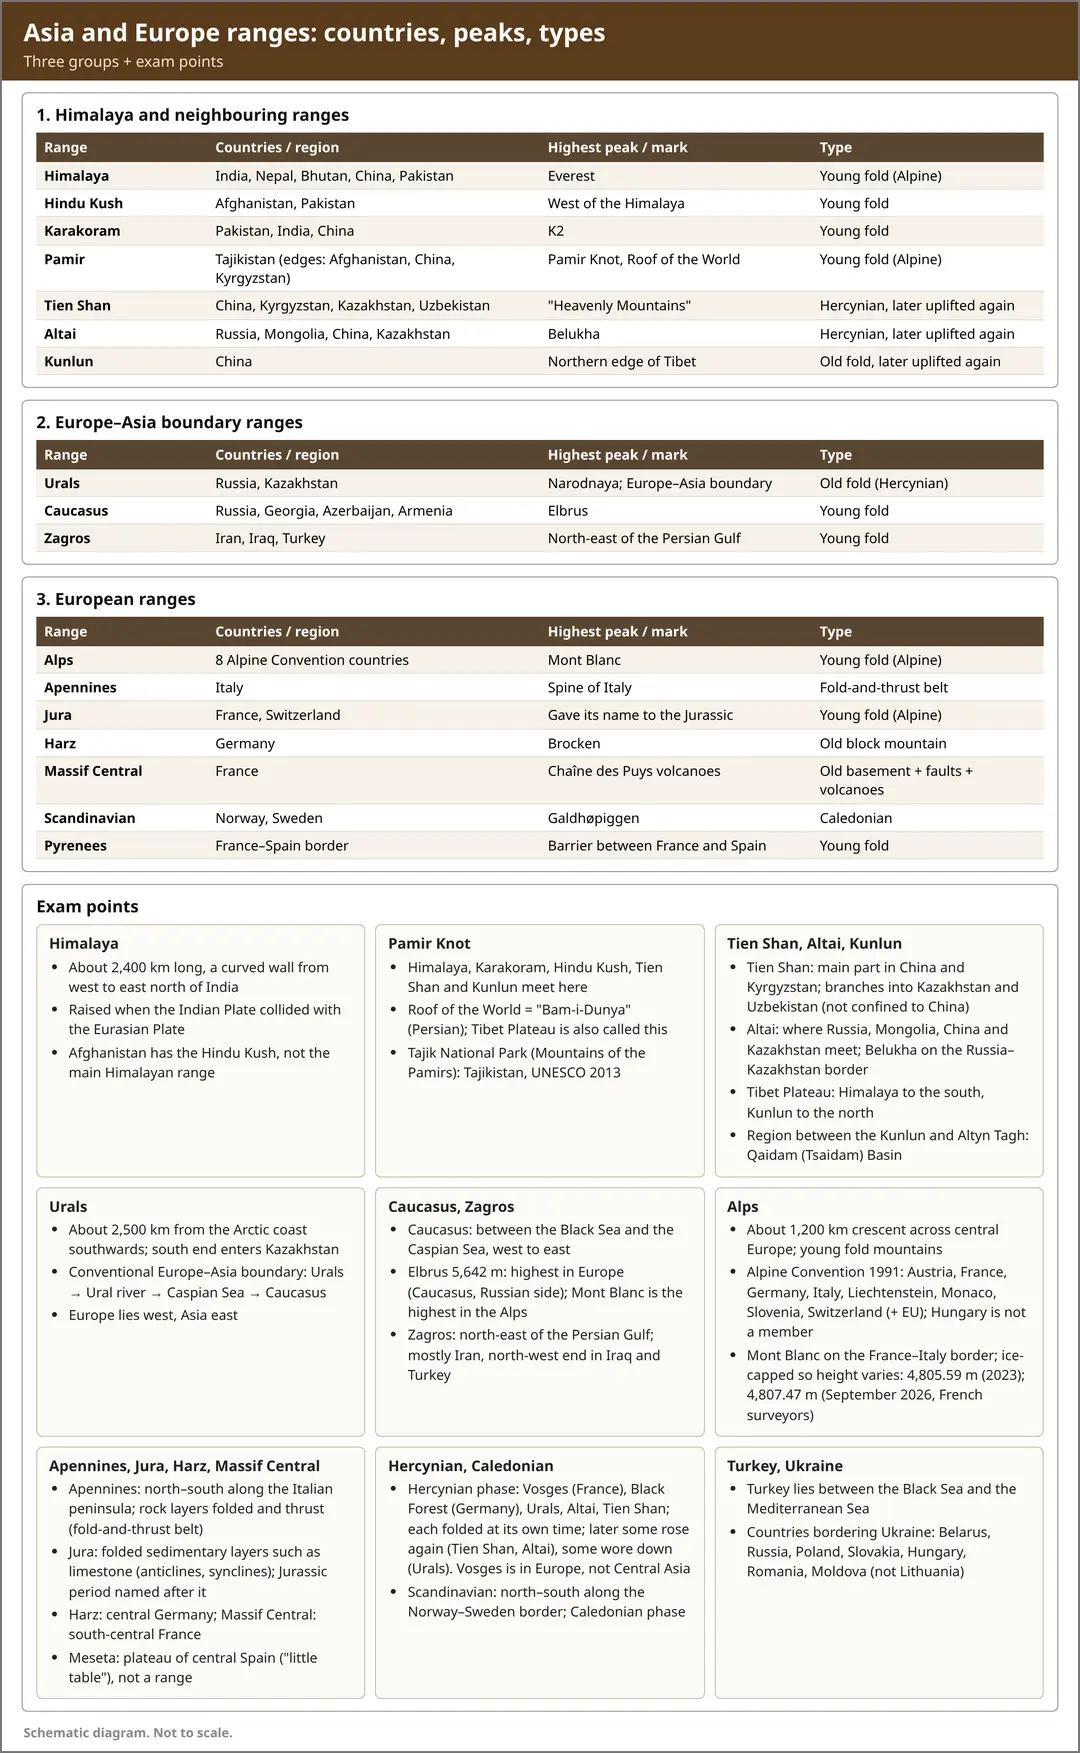 Asia and Europe ranges: countries, peaks, types
Three groups + exam points
1. Himalaya and neighbouring ranges
Range Countries / region Highest peak / mark Type
Himalaya India, Nepal, Bhutan, China, Pakistan Everest Young fold (Alpine)
Hindu Kush Afghanistan, Pakistan West of the Himalaya Young fold
Karakoram Pakistan, India, China K2 Young fold
Pamir Tajikistan (edges: Afghanistan, China, Pamir Knot, Roof of the World Young fold (Alpine)
Kyrgyzstan)
Tien Shan China, Kyrgyzstan, Kazakhstan, Uzbekistan "Heavenly Mountains" Hercynian, later uplifted again
Altai Russia, Mongolia, China, Kazakhstan Belukha Hercynian, later uplifted again
Kunlun China Northern edge of Tibet Old fold, later uplifted again
2. Europe–Asia boundary ranges
Range Countries / region Highest peak / mark Type
Urals Russia, Kazakhstan Narodnaya; Europe–Asia boundary Old fold (Hercynian)
Caucasus Russia, Georgia, Azerbaijan, Armenia Elbrus Young fold
Zagros Iran, Iraq, Turkey North-east of the Persian Gulf Young fold
3. European ranges
Range Countries / region Highest peak / mark Type
Alps 8 Alpine Convention countries Mont Blanc Young fold (Alpine)
Apennines Italy Spine of Italy Fold-and-thrust belt
Jura France, Switzerland Gave its name to the Jurassic Young fold (Alpine)
Harz Germany Brocken Old block mountain
Massif Central France Chaîne des Puys volcanoes Old basement + faults +
volcanoes
Scandinavian Norway, Sweden Galdhøpiggen Caledonian
Pyrenees France–Spain border Barrier between France and Spain Young fold
Exam points
Himalaya
• About 2,400 km long, a curved wall from
west to east north of India
• Raised when the Indian Plate collided with
the Eurasian Plate
• Afghanistan has the Hindu Kush, not the
main Himalayan range
Pamir Knot
• Himalaya, Karakoram, Hindu Kush, Tien
Shan and Kunlun meet here
• Roof of the World = "Bam-i-Dunya"
(Persian); Tibet Plateau is also called this
• Tajik National Park (Mountains of the
Pamirs): Tajikistan, UNESCO 2013
Tien Shan, Altai, Kunlun
• Tien Shan: main part in China and
Kyrgyzstan; branches into Kazakhstan and
Uzbekistan (not confined to China)
• Altai: where Russia, Mongolia, China and
Kazakhstan meet; Belukha on the Russia–
Kazakhstan border
• Tibet Plateau: Himalaya to the south,
Kunlun to the north
• Region between the Kunlun and Altyn Tagh:
Qaidam (Tsaidam) Basin
Urals
• About 2,500 km from the Arctic coast
southwards; south end enters Kazakhstan
• Conventional Europe–Asia boundary: Urals
→ Ural river → Caspian Sea → Caucasus
• Europe lies west, Asia east
Caucasus, Zagros
• Caucasus: between the Black Sea and the
Caspian Sea, west to east
• Elbrus 5,642 m: highest in Europe
(Caucasus, Russian side); Mont Blanc is the
highest in the Alps
• Zagros: north-east of the Persian Gulf;
mostly Iran, north-west end in Iraq and
Turkey
Alps
• About 1,200 km crescent across central
Europe; young fold mountains
• Alpine Convention 1991: Austria, France,
Germany, Italy, Liechtenstein, Monaco,
Slovenia, Switzerland (+ EU); Hungary is not
a member
• Mont Blanc on the France–Italy border; ice-
capped so height varies: 4,805.59 m (2023);
4,807.47 m (September 2026, French
surveyors)
Apennines, Jura, Harz, Massif Central
• Apennines: north–south along the Italian
peninsula; rock layers folded and thrust
(fold-and-thrust belt)
• Jura: folded sedimentary layers such as
limestone (anticlines, synclines); Jurassic
period named after it
• Harz: central Germany; Massif Central:
south-central France
• Meseta: plateau of central Spain ("little
table"), not a range
Hercynian, Caledonian
• Hercynian phase: Vosges (France), Black
Forest (Germany), Urals, Altai, Tien Shan;
each folded at its own time; later some rose
again (Tien Shan, Altai), some wore down
(Urals). Vosges is in Europe, not Central Asia
• Scandinavian: north–south along the
Norway–Sweden border; Caledonian phase
Turkey, Ukraine
• Turkey lies between the Black Sea and the
Mediterranean Sea
• Countries bordering Ukraine: Belarus,
Russia, Poland, Slovakia, Hungary,
Romania, Moldova (not Lithuania)
Schematic diagram. Not to scale.